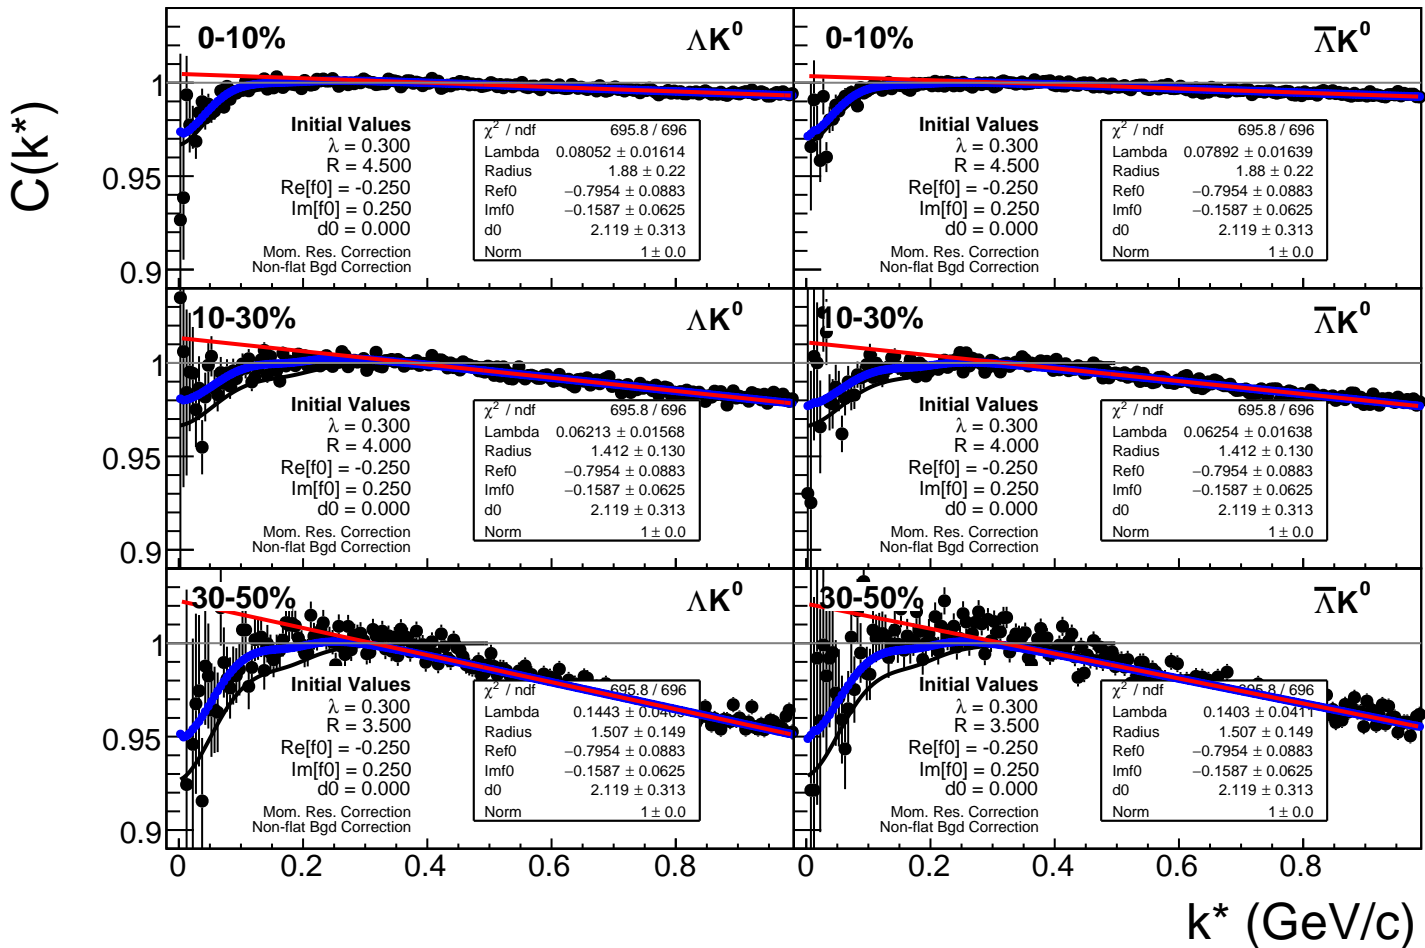 C(k*)
0-10%
ΛK⁰
1
0.95
0.9
Initial Values
λ = 0.300
R = 4.500
Re[f0] = -0.250
Im[f0] = 0.250
d0 = 0.000
Mom. Res. Correction
Non-flat Bgd Correction
χ² / ndf 695.8 / 696
Lambda 0.08052 ± 0.01614
Radius 1.88 ± 0.22
Ref0 −0.7954 ± 0.0883
Imf0 −0.1587 ± 0.0625
d0 2.119 ± 0.313
Norm 1 ± 0.0
0-10%
Λ̅K⁰
Initial Values
λ = 0.300
R = 4.500
Re[f0] = -0.250
Im[f0] = 0.250
d0 = 0.000
Mom. Res. Correction
Non-flat Bgd Correction
χ² / ndf 695.8 / 696
Lambda 0.07892 ± 0.01639
Radius 1.88 ± 0.22
Ref0 −0.7954 ± 0.0883
Imf0 −0.1587 ± 0.0625
d0 2.119 ± 0.313
Norm 1 ± 0.0
10-30%
ΛK⁰
1
0.95
0.9
Initial Values
λ = 0.300
R = 4.000
Re[f0] = -0.250
Im[f0] = 0.250
d0 = 0.000
Mom. Res. Correction
Non-flat Bgd Correction
χ² / ndf 695.8 / 696
Lambda 0.06213 ± 0.01568
Radius 1.412 ± 0.130
Ref0 −0.7954 ± 0.0883
Imf0 −0.1587 ± 0.0625
d0 2.119 ± 0.313
Norm 1 ± 0.0
10-30%
Λ̅K⁰
Initial Values
λ = 0.300
R = 4.000
Re[f0] = -0.250
Im[f0] = 0.250
d0 = 0.000
Mom. Res. Correction
Non-flat Bgd Correction
χ² / ndf 695.8 / 696
Lambda 0.06254 ± 0.01638
Radius 1.412 ± 0.130
Ref0 −0.7954 ± 0.0883
Imf0 −0.1587 ± 0.0625
d0 2.119 ± 0.313
Norm 1 ± 0.0
30-50%
ΛK⁰
1
0.95
0.9
Initial Values
λ = 0.300
R = 3.500
Re[f0] = -0.250
Im[f0] = 0.250
d0 = 0.000
Mom. Res. Correction
Non-flat Bgd Correction
χ² / ndf 695.8 / 696
Lambda 0.1443 ±
Radius 1.507 ± 0.149
Ref0 −0.7954 ± 0.0883
Imf0 −0.1587 ± 0.0625
d0 2.119 ± 0.313
Norm 1 ± 0.0
30-50%
Λ̅K⁰
Initial Values
λ = 0.300
R = 3.500
Re[f0] = -0.250
Im[f0] = 0.250
d0 = 0.000
Mom. Res. Correction
Non-flat Bgd Correction
χ² / ndf 695.8 / 696
Lambda 0.1403 ± 0.0411
Radius 1.507 ± 0.149
Ref0 −0.7954 ± 0.0883
Imf0 −0.1587 ± 0.0625
d0 2.119 ± 0.313
Norm 1 ± 0.0
0 0.2 0.4 0.6 0.8 0 0.2 0.4 0.6 0.8
k* (GeV/c)